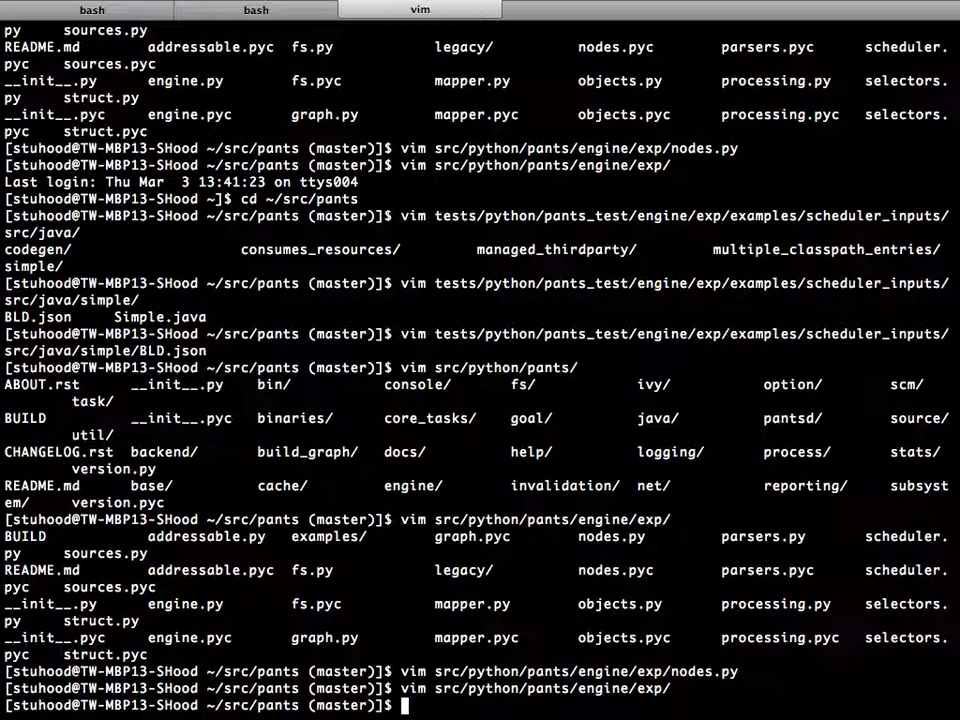 bash bash vim
py      sources.py
README.md       addressable.pyc  fs.py            legacy/          nodes.pyc        parsers.pyc      scheduler.
pyc     sources.pyc
__init__.py     engine.py        fs.pyc           mapper.py        objects.py       processing.py    selectors.
py      struct.py
__init__.pyc    engine.pyc       graph.py         mapper.pyc       objects.pyc      processing.pyc   selectors.
pyc     struct.pyc
[stuhood@TW-MBP13-SHood ~/src/pants (master)]$ vim src/python/pants/engine/exp/nodes.py
[stuhood@TW-MBP13-SHood ~/src/pants (master)]$ vim src/python/pants/engine/exp/
Last login: Thu Mar  3 13:41:23 on ttys004
[stuhood@TW-MBP13-SHood ~]$ cd ~/src/pants
[stuhood@TW-MBP13-SHood ~/src/pants (master)]$ vim tests/python/pants_test/engine/exp/examples/scheduler_inputs/
src/java/
codegen/                    consumes_resources/         managed_thirdparty/         multiple_classpath_entries/
simple/
[stuhood@TW-MBP13-SHood ~/src/pants (master)]$ vim tests/python/pants_test/engine/exp/examples/scheduler_inputs/
src/java/simple/
BLD.json     Simple.java
[stuhood@TW-MBP13-SHood ~/src/pants (master)]$ vim tests/python/pants_test/engine/exp/examples/scheduler_inputs/
src/java/simple/BLD.json
[stuhood@TW-MBP13-SHood ~/src/pants (master)]$ vim src/python/pants/
ABOUT.rst      __init__.py    bin/           console/       fs/            ivy/           option/        scm/
        task/
BUILD          __init__.pyc   binaries/      core_tasks/    goal/          java/          pantsd/        source/
        util/
CHANGELOG.rst  backend/       build_graph/   docs/          help/          logging/       process/       stats/
        version.py
README.md      base/          cache/         engine/        invalidation/  net/           reporting/     subsyst
em/     version.pyc
[stuhood@TW-MBP13-SHood ~/src/pants (master)]$ vim src/python/pants/engine/exp/
BUILD            addressable.py   examples/        graph.pyc        nodes.py         parsers.py       scheduler.
py      sources.py
README.md        addressable.pyc  fs.py            legacy/          nodes.pyc        parsers.pyc      scheduler.
pyc     sources.pyc
__init__.py      engine.py        fs.pyc           mapper.py        objects.py       processing.py    selectors.
py      struct.py
__init__.pyc     engine.pyc       graph.py         mapper.pyc       objects.pyc      processing.pyc   selectors.
pyc     struct.pyc
[stuhood@TW-MBP13-SHood ~/src/pants (master)]$ vim src/python/pants/engine/exp/nodes.py
[stuhood@TW-MBP13-SHood ~/src/pants (master)]$ vim src/python/pants/engine/exp/
[stuhood@TW-MBP13-SHood ~/src/pants (master)]$